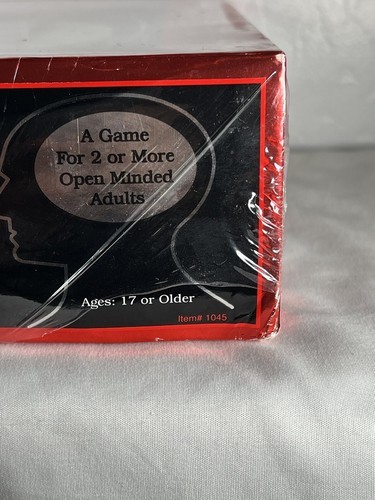 A Game
For 2 or More
Open Minded
Adults
Ages: 17 or Older
Item# 1045